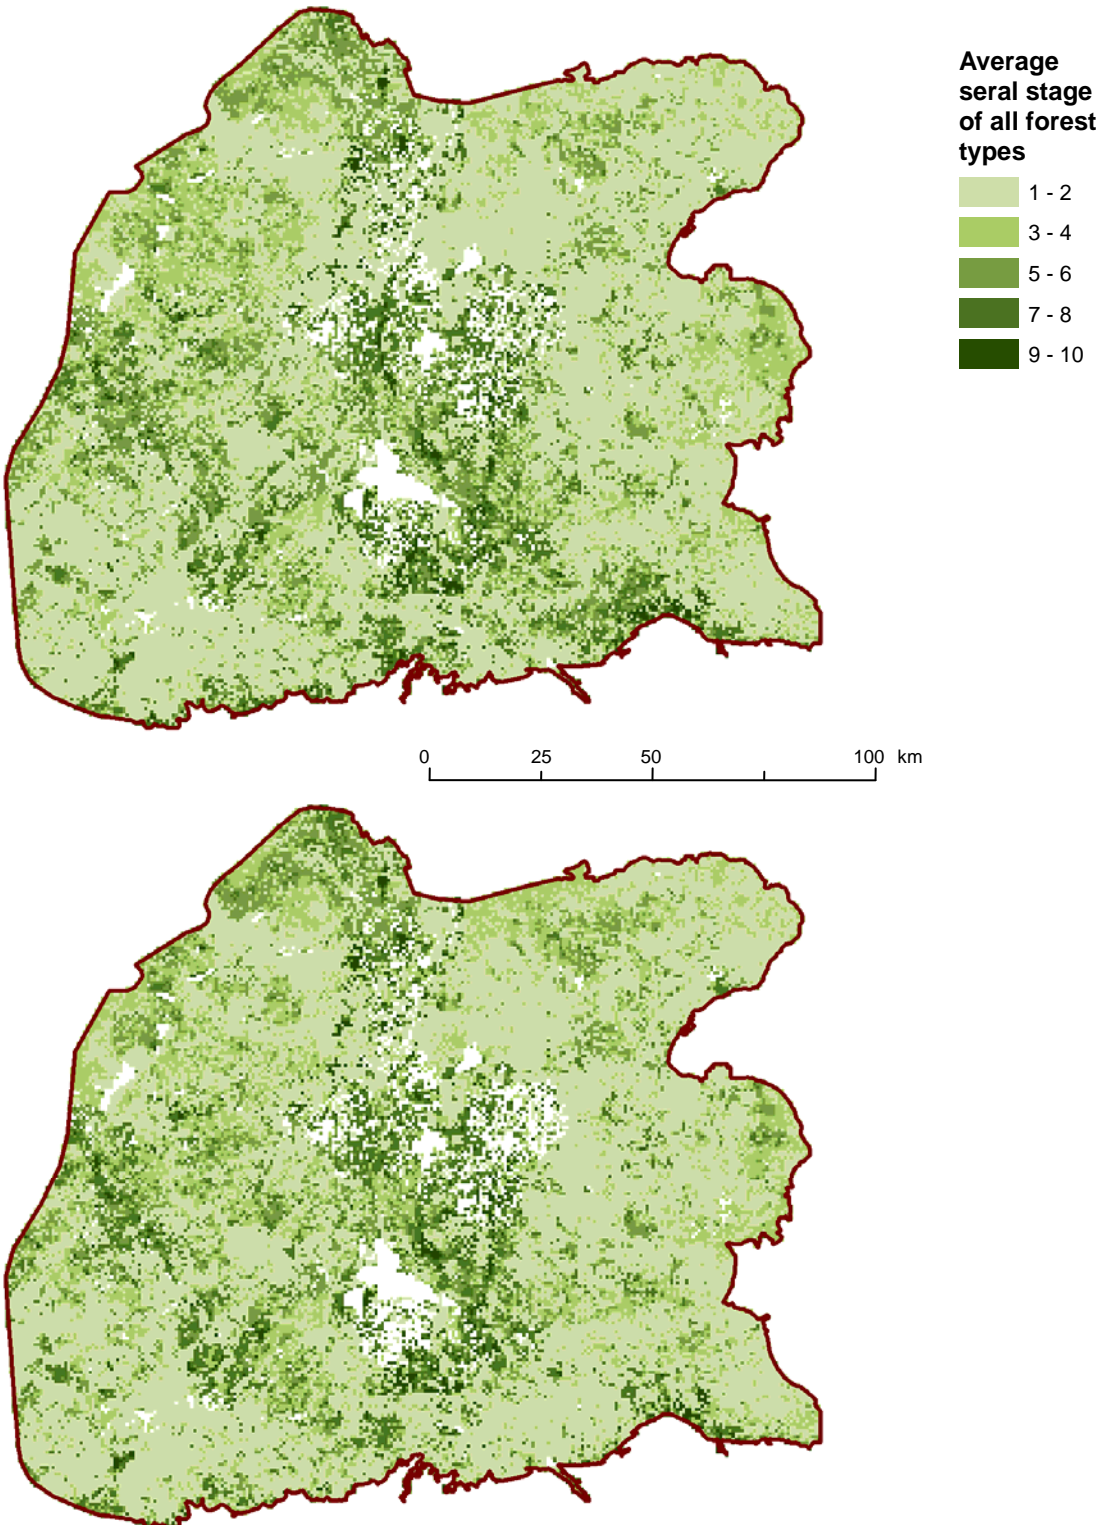 Average
seral stage
of all forest
types
1 - 2
3 - 4
5 - 6
7 - 8
9 - 10
0 25 50 100 km